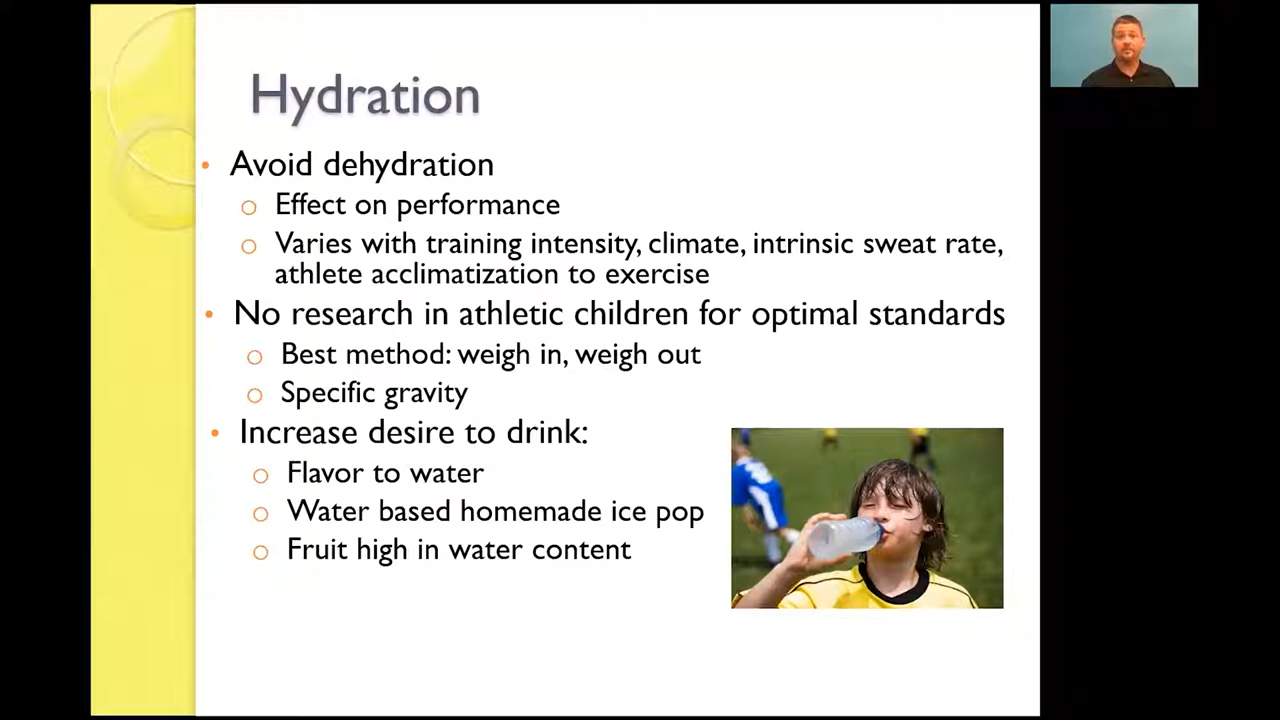 Hydration
• Avoid dehydration
o Effect on performance
o Varies with training intensity, climate, intrinsic sweat rate,
athlete acclimatization to exercise
• No research in athletic children for optimal standards
o Best method: weigh in, weigh out
o Specific gravity
• Increase desire to drink:
o Flavor to water
o Water based homemade ice pop
o Fruit high in water content